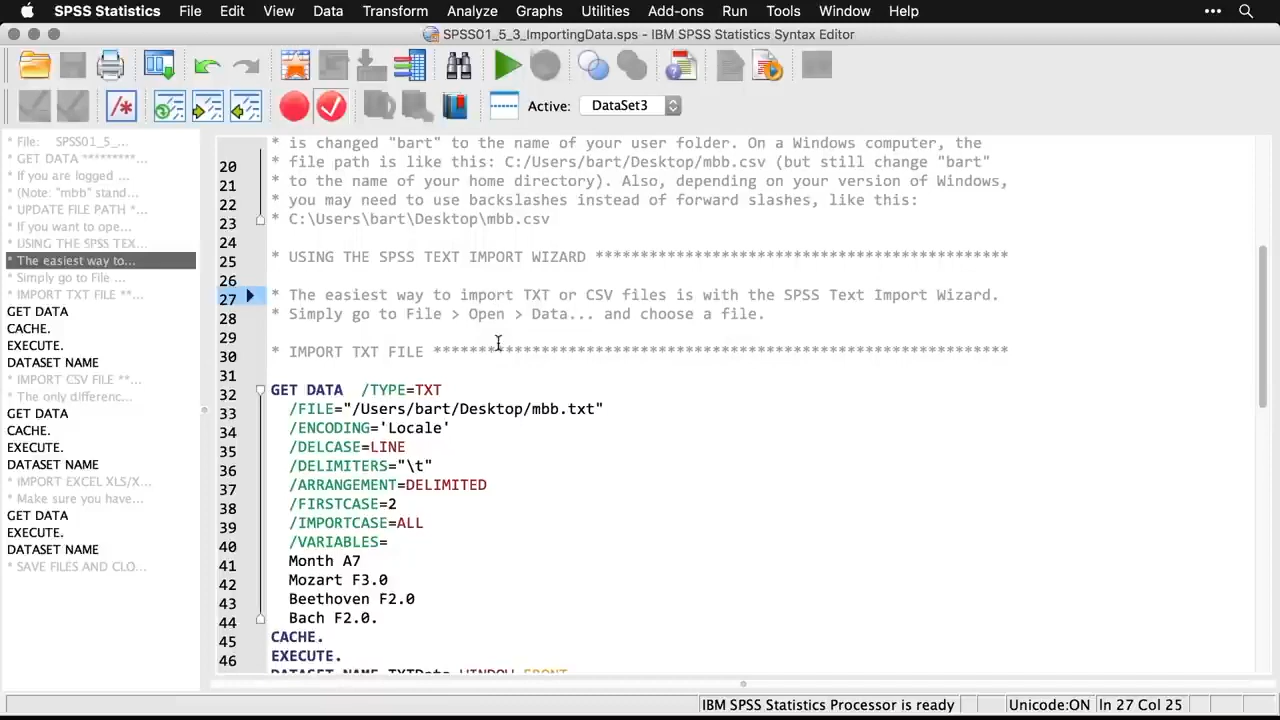 SPSS Statistics File Edit View Data Transform Analyze Graphs Utilities Add-ons Run Tools Window Help
SPSS01_5_3_ImportingData.sps - IBM SPSS Statistics Syntax Editor
Active: DataSet3
* File: SPSS01_5_...
* GET DATA *********...
* If you are logged ...
* (Note: "mbb" stand...
* UPDATE FILE PATH *...
* If you want to ope...
* USING THE SPSS TEX...
* The easiest way to...
* Simply go to File ...
* IMPORT TXT FILE **...
GET DATA
CACHE.
EXECUTE.
DATASET NAME
* IMPORT CSV FILE **...
* The only differenc...
GET DATA
CACHE.
EXECUTE.
DATASET NAME
* IMPORT EXCEL XLS/X...
* Make sure you have...
GET DATA
EXECUTE.
DATASET NAME
* SAVE FILES AND CLO...
* is changed "bart" to the name of your user folder. On a Windows computer, the
20 * file path is like this: C:/Users/bart/Desktop/mbb.csv (but still change "bart"
21 * to the name of your home directory). Also, depending on your version of Windows,
22 * you may need to use backslashes instead of forward slashes, like this:
23 * C:\Users\bart\Desktop\mbb.csv
24
25 * USING THE SPSS TEXT IMPORT WIZARD **********************************************
26
27 * The easiest way to import TXT or CSV files is with the SPSS Text Import Wizard.
28 * Simply go to File > Open > Data... and choose a file.
29
30 * IMPORT TXT FILE ****************************************************************
31
32 GET DATA /TYPE=TXT
33 /FILE="/Users/bart/Desktop/mbb.txt"
34 /ENCODING='Locale'
35 /DELCASE=LINE
36 /DELIMITERS="\t"
37 /ARRANGEMENT=DELIMITED
38 /FIRSTCASE=2
39 /IMPORTCASE=ALL
40 /VARIABLES=
41 Month A7
42 Mozart F3.0
43 Beethoven F2.0
44 Bach F2.0.
45 CACHE.
46 EXECUTE.
DATASET NAME TXTData WINDOW=FRONT.
IBM SPSS Statistics Processor is ready Unicode:ON In 27 Col 25